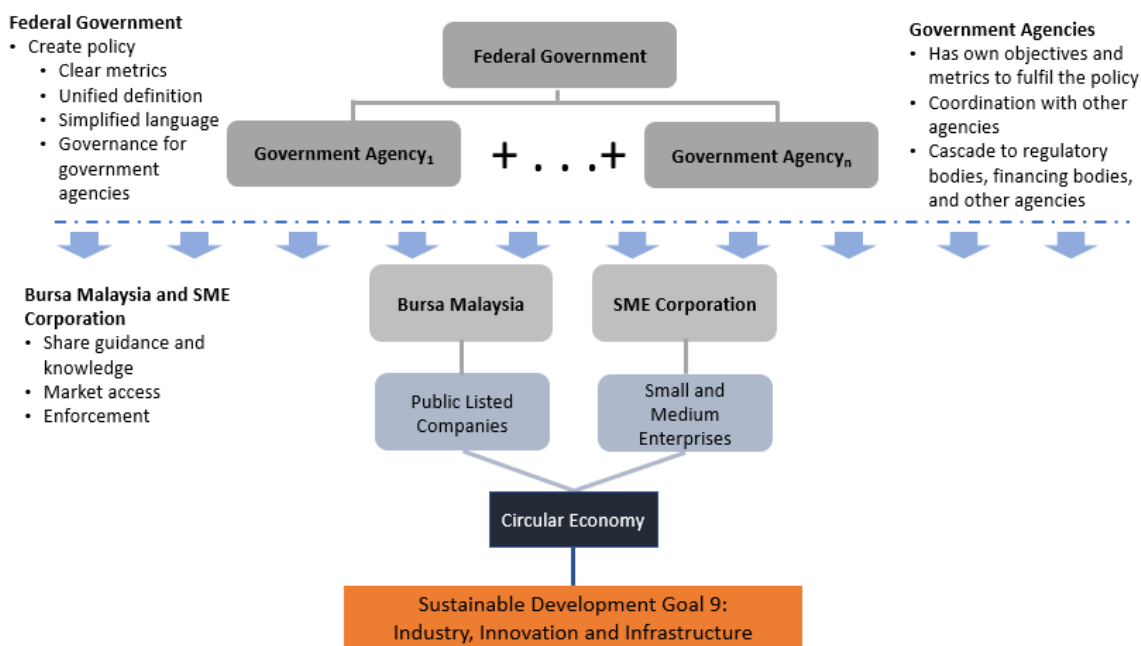 Federal Government
• Create policy
• Clear metrics
• Unified definition
• Simplified language
• Governance for
government
agencies
Federal Government
Government Agency₁
+ . . . +
Government Agencyₙ
Government Agencies
• Has own objectives and
metrics to fulfil the policy
• Coordination with other
agencies
• Cascade to regulatory
bodies, financing bodies,
and other agencies
Bursa Malaysia and SME
Corporation
• Share guidance and
knowledge
• Market access
• Enforcement
Bursa Malaysia
SME Corporation
Public Listed
Companies
Small and
Medium
Enterprises
Circular Economy
Sustainable Development Goal 9:
Industry, Innovation and Infrastructure